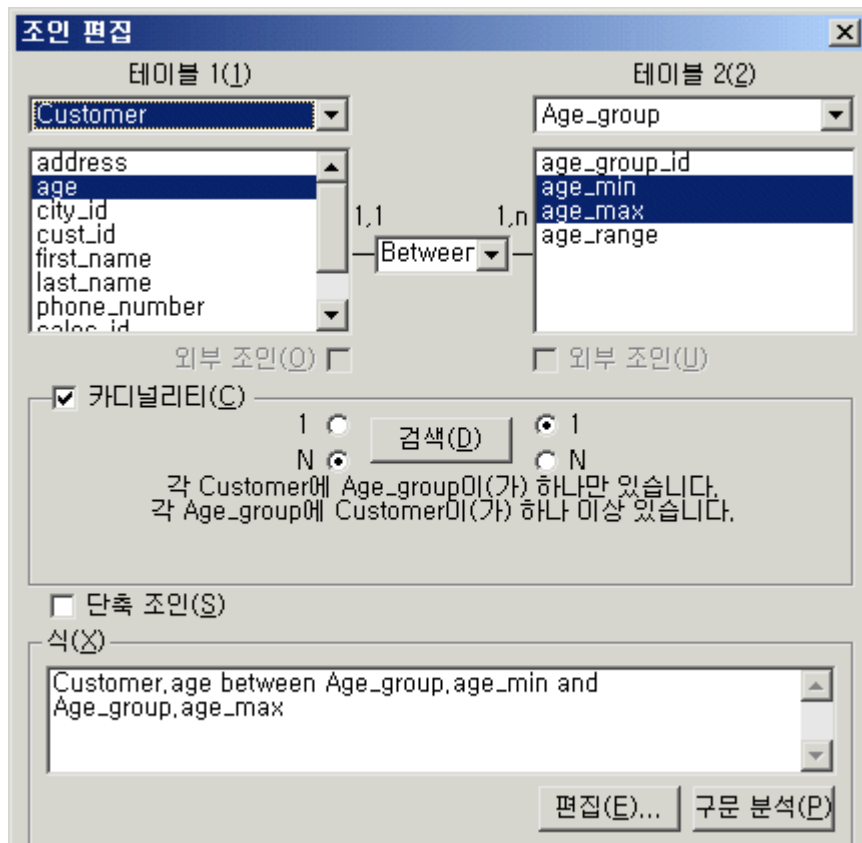 조인 편집
테이블 1(1)
테이블 2(2)
Customer
Age_group
address
age
city_id
cust_id
first_name
last_name
phone_number
sales_id
1,1
1,n
Between
age_group_id
age_min
age_max
age_range
외부 조인(O)
외부 조인(U)
카디널리티(C)
1
N
검색(D)
1
N
각 Customer에 Age_group이(가) 하나만 있습니다.
각 Age_group에 Customer이(가) 하나 이상 있습니다.
단축 조인(S)
식(X)
Customer.age between Age_group.age_min and
Age_group.age_max
편집(E)...
구문 분석(P)